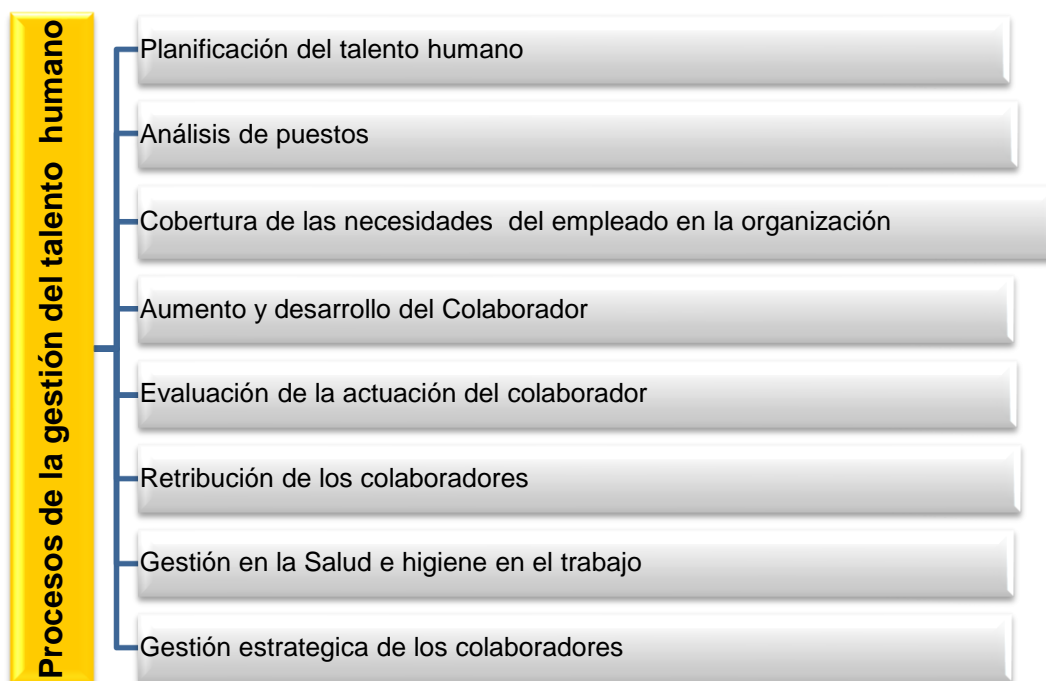 Procesos de la gestión del talento humano
Planificación del talento humano
Análisis de puestos
Cobertura de las necesidades del empleado en la organización
Aumento y desarrollo del Colaborador
Evaluación de la actuación del colaborador
Retribución de los colaboradores
Gestión en la Salud e higiene en el trabajo
Gestión estrategica de los colaboradores